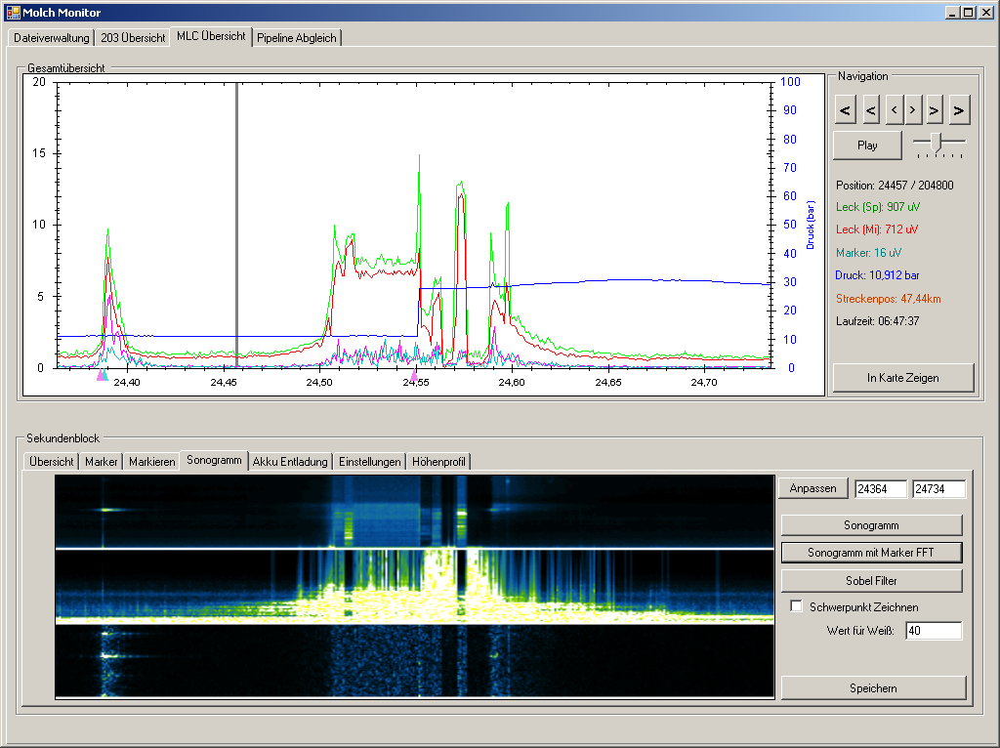 Molch Monitor
Dateiverwaltung 203 Übersicht MLC Übersicht Pipeline Abgleich
Gesamtübersicht
20
15
10
5
0
100
90
80
70
60
50
40
30
20
10
0
Druck (bar)
24,40 24,45 24,50 24,55 24,60 24,65 24,70
Navigation
< < < > > >
Play
Position: 24457 / 204800
Leck (Sp): 907 uV
Leck (Mi): 712 uV
Marker: 16 uV
Druck: 10,912 bar
Streckenpos: 47,44km
Laufzeit: 06:47:37
In Karte Zeigen
Sekundenblock
Übersicht Marker Markieren Sonogramm Akku Entladung Einstellungen Höhenprofil
Anpassen 24364 24734
Sonogramm
Sonogramm mit Marker FFT
Sobel Filter
Schwerpunkt Zeichnen
Wert für Weiß: 40
Speichern